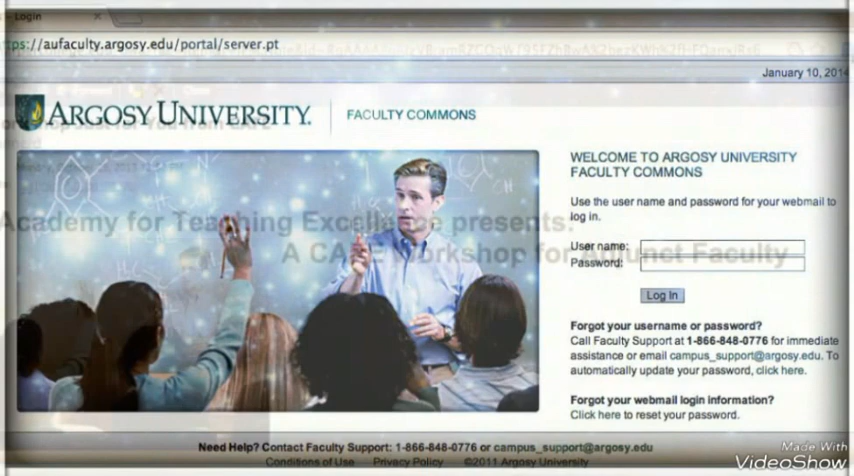 - Login
https://aufaculty.argosy.edu/portal/server.pt
January 10, 2014
ARGOSY UNIVERSITY.
FACULTY COMMONS
WELCOME TO ARGOSY UNIVERSITY
FACULTY COMMONS
Use the user name and password for your webmail to
log in.
Academy for Teaching Excellence presents:
A CAFE Workshop for Adjunct Faculty
User name:
Password:
Log In
Forgot your username or password?
Call Faculty Support at 1-866-848-0776 for immediate
assistance or email campus_support@argosy.edu. To
automatically update your password, click here.
Forgot your webmail login information?
Click here to reset your password.
Need Help? Contact Faculty Support: 1-866-848-0776 or campus_support@argosy.edu
Conditions of Use Privacy Policy ©2011 Argosy University
Made With
VideoShow